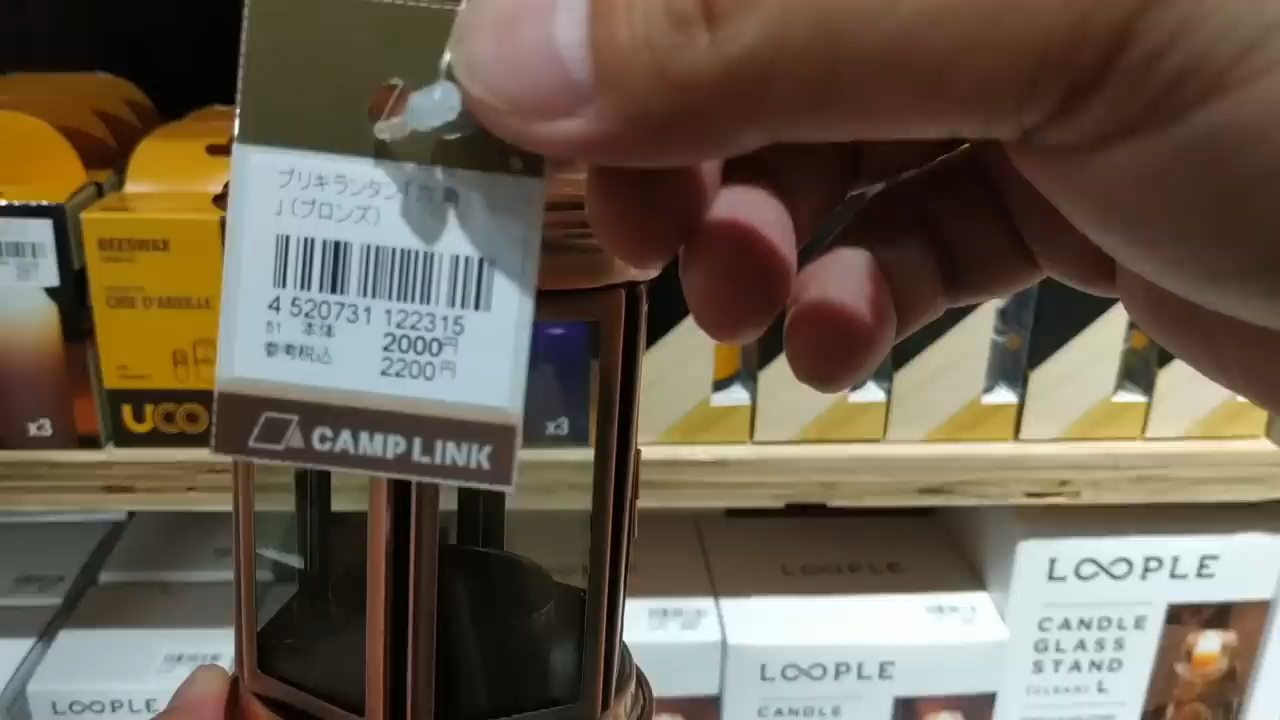 ブリキランタン「
」(ブロンズ)
4 520731 122315
51 本体 2000円
参考税込 2200円
CAMP LINK
BEESWAX
CIRE D'ABEILLE
UCO
x3
x3
LOOPLE
CANDLE
GLASS
STAND
L
LOOPLE
CANDLE
LOOPLE
LOOPLE